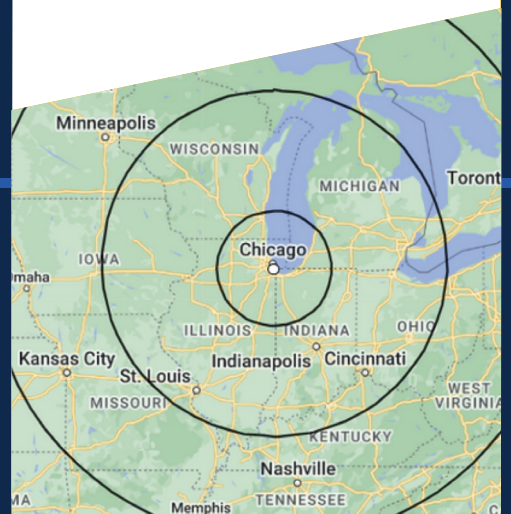 Minneapolis
WISCONSIN
MICHIGAN
Toront
Chicago
IOWA
maha
ILLINOIS
INDIANA
OHIO
Kansas City
Indianapolis
Cincinnati
St. Louis
MISSOURI
WEST
VIRGINIA
KENTUCKY
Nashville
MA
TENNESSEE
Memphis
C